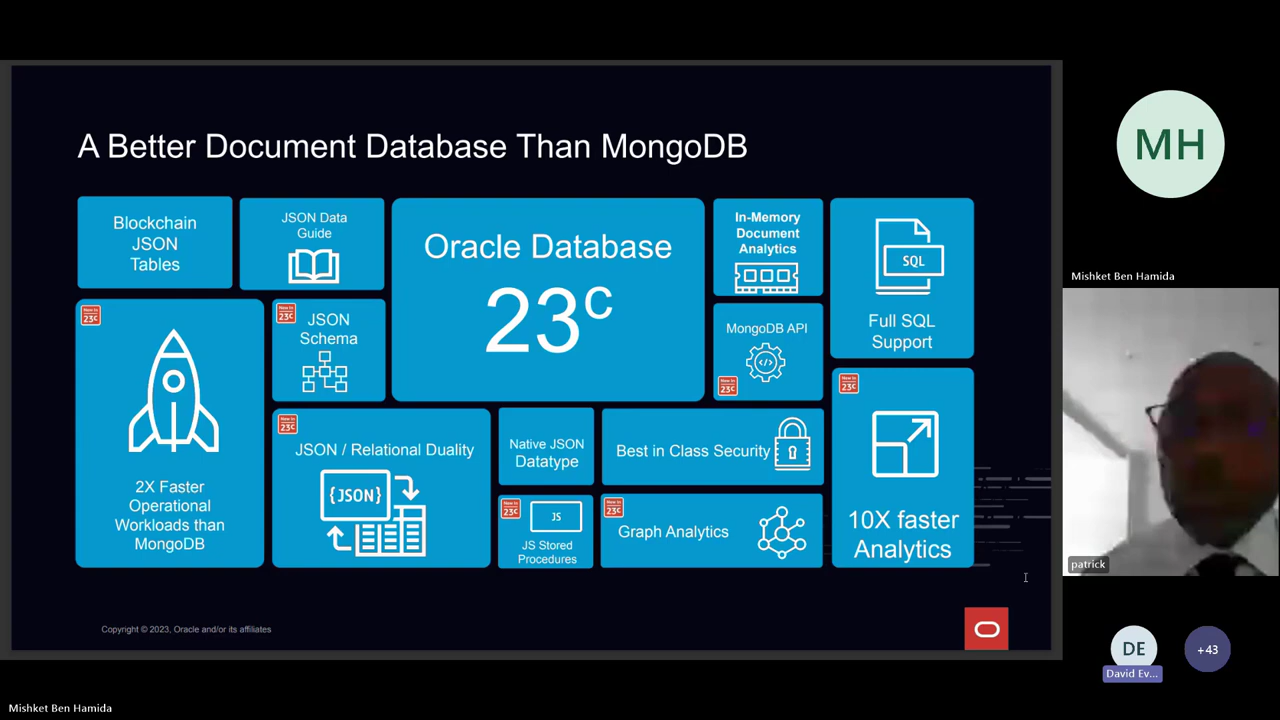 A Better Document Database Than MongoDB
Blockchain
JSON
Tables
JSON Data
Guide
Oracle Database
23c
In-Memory
Document
Analytics
SQL
Full SQL
Support
New in
23c
2X Faster
Operational
Workloads than
MongoDB
New in
23c
JSON
Schema
MongoDB API
</>
New in
23c
New in
23c
JSON / Relational Duality
{JSON}
Native JSON
Datatype
Best in Class Security
New in
23c
JS
JS Stored
Procedures
New in
23c
Graph Analytics
New in
23c
10X faster
Analytics
Copyright © 2023, Oracle and/or its affiliates
MH
Mishket Ben Hamida
patrick
DE
David Ev...
+43
Mishket Ben Hamida